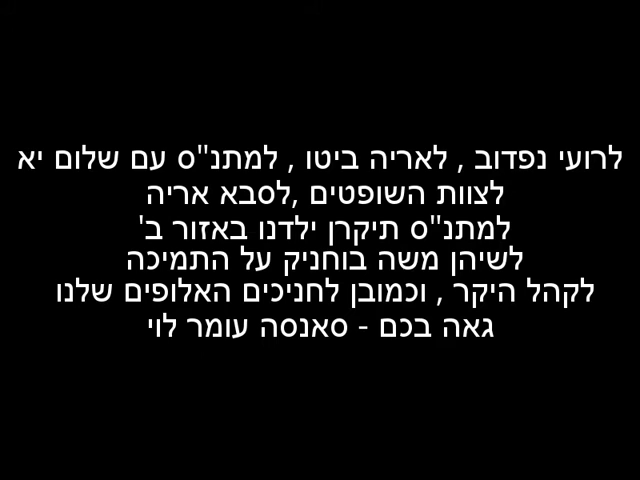 לרועי נפדוב , לאריה ביטו , למתנ"ס עם שלום יא
לצוות השופטים ,לסבא אריה
למתנ"ס תיקרן ילדנו באזור ב'
לשיהן משה בוחניק על התמיכה
לקהל היקר , וכמובן לחניכים האלופים שלנו
גאה בכם - סאנסה עומר לוי